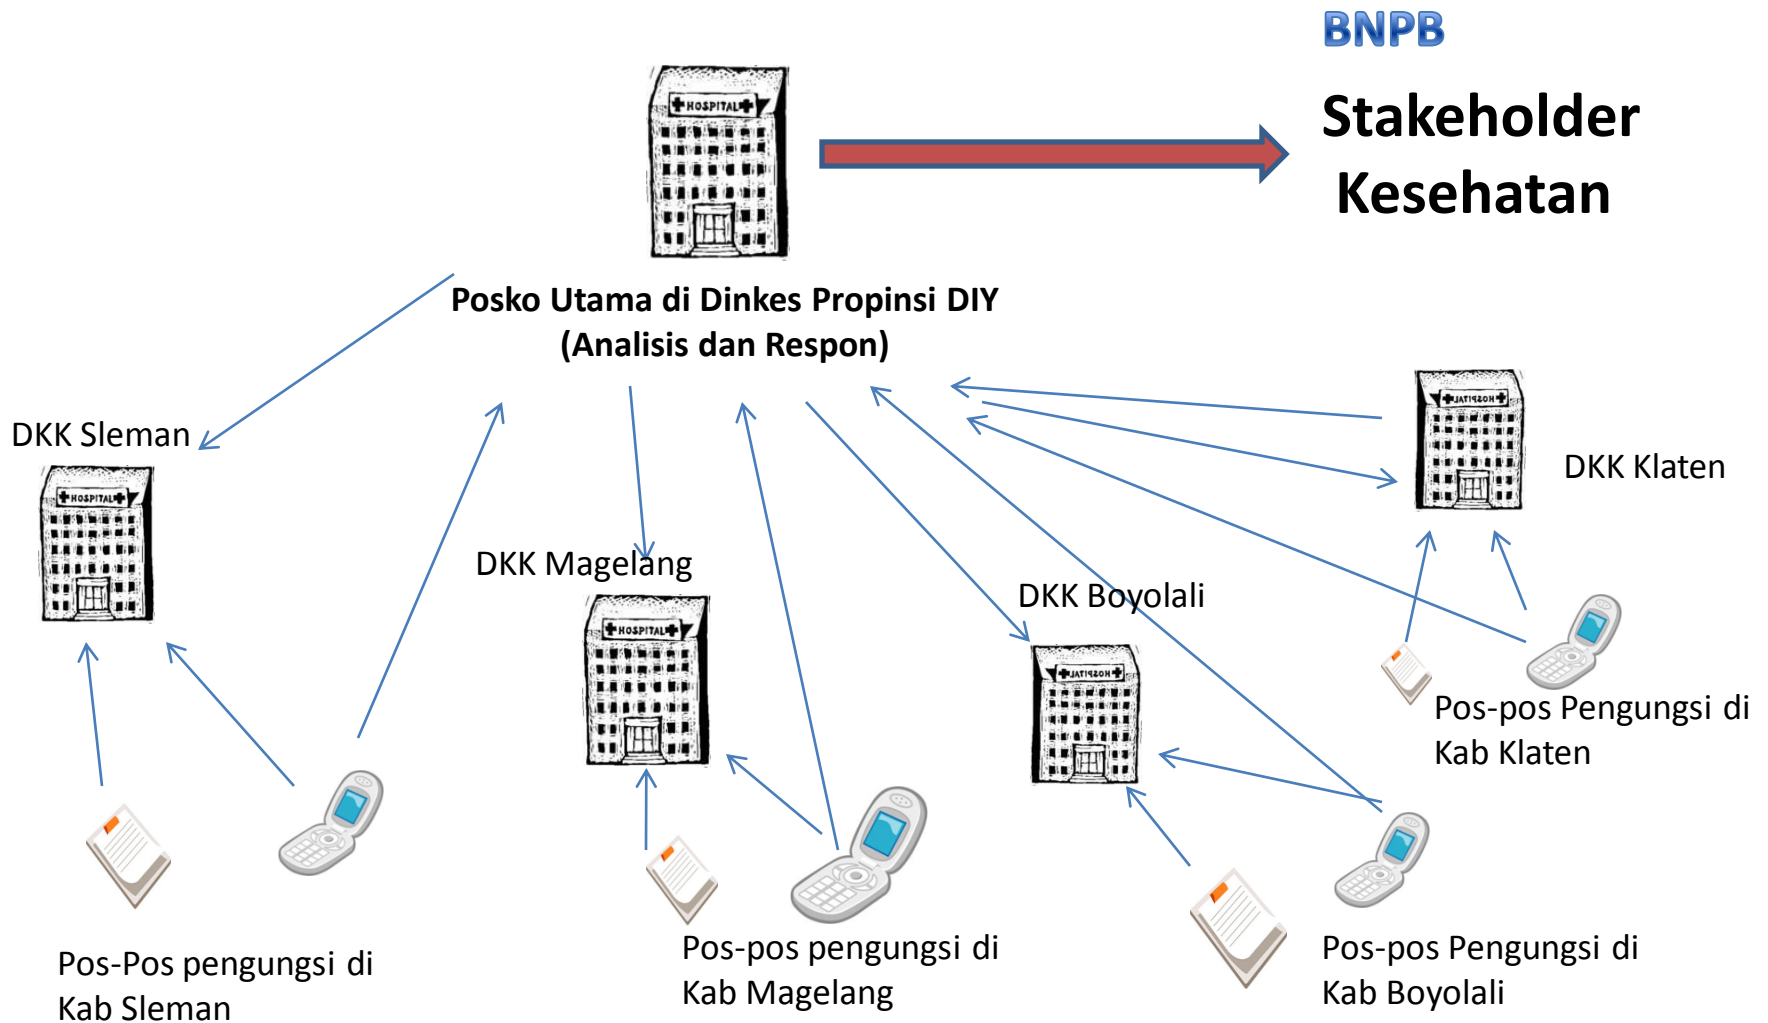 BNPB
Stakeholder
Kesehatan
HOSPITAL
Posko Utama di Dinkes Propinsi DIY
(Analisis dan Respon)
DKK Sleman
HOSPITAL
DKK Magelang
HOSPITAL
DKK Boyolali
HOSPITAL
HOSPITAL
DKK Klaten
Pos-pos Pengungsi di
Kab Klaten
Pos-Pos pengungsi di
Kab Sleman
Pos-pos pengungsi di
Kab Magelang
Pos-pos Pengungsi di
Kab Boyolali